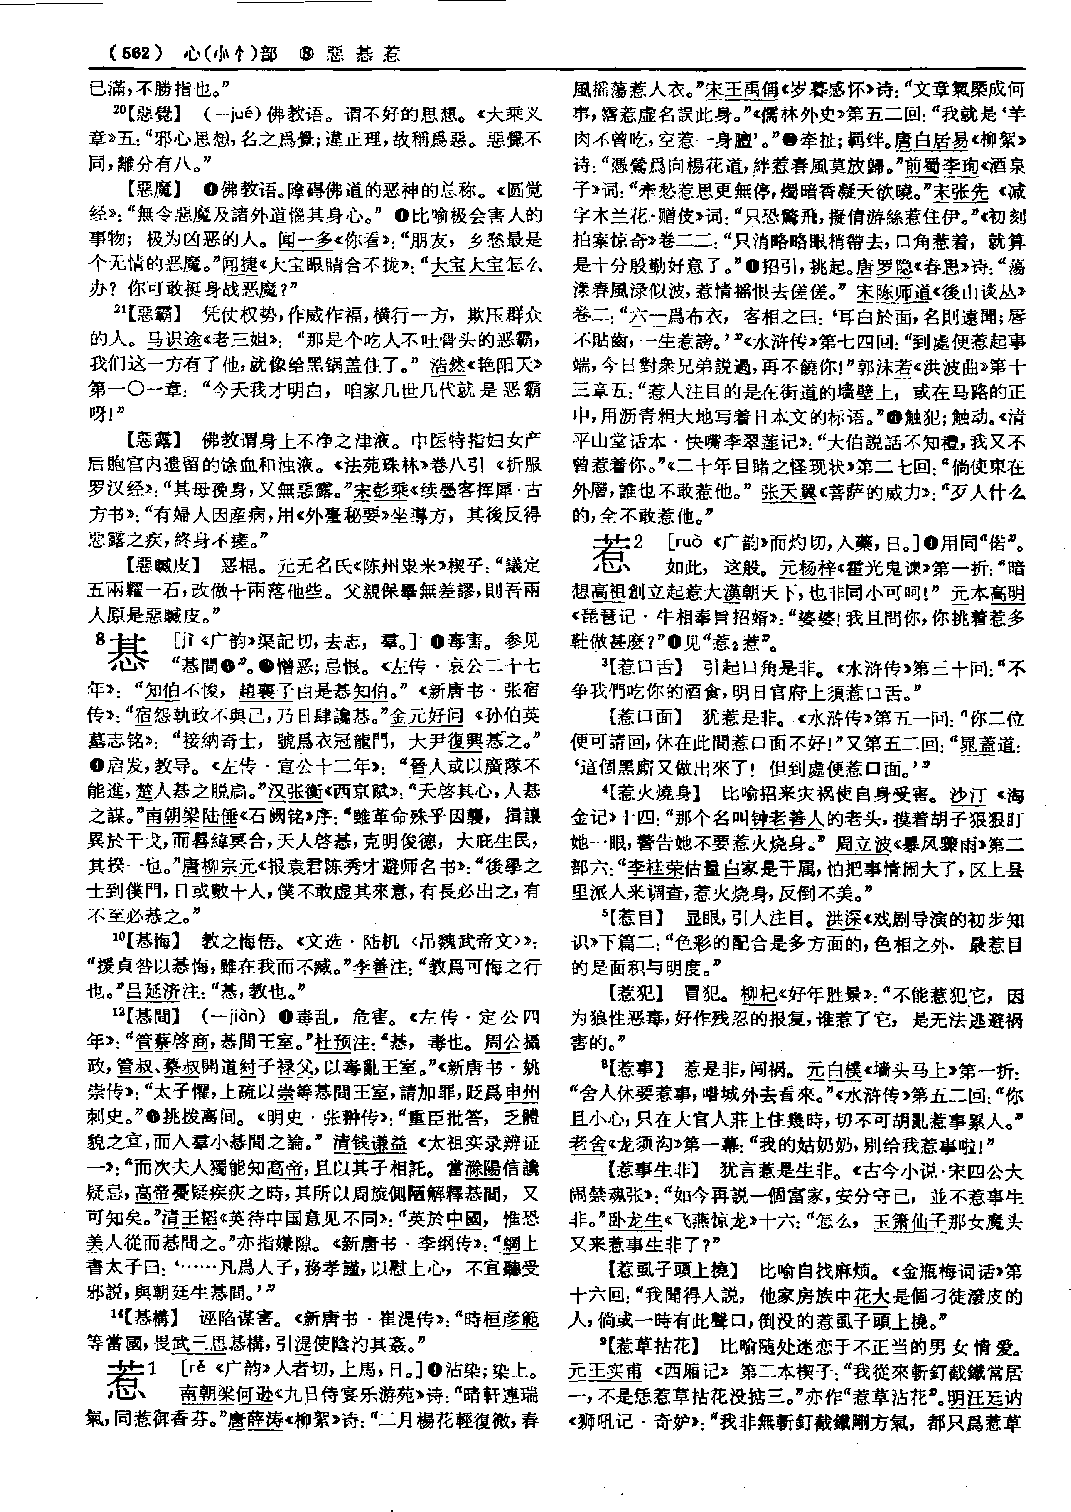 (562) 心(小忄)部 ⑧ 惡惎惹
已滿,不勝指也。”
20【惡覺】 (—jué)佛教语。谓不好的思想。《大乘义
章》五:“邪心思想,名之爲覺;違正理,故稱爲惡。惡覺不
同,離分有八。”
【惡魔】 ❶佛教语。障碍佛道的恶神的总称。《圆觉
经》:“無令惡魔及諸外道惱其身心。” ❷比喻极会害人的
事物;极为凶恶的人。闻一多《你看》:“朋友,乡愁最是
个无情的恶魔。”闻捷《大宝眼睛合不拢》:“大宝大宝怎么
办?你可敢挺身战恶魔?”
21【惡霸】 凭仗权势,作威作福,横行一方,欺压群众
的人。马识途《老三姐》:“那是个吃人不吐骨头的恶霸,
我们这一方有了他,就像给黑锅盖住了。”浩然《艳阳天》
第一〇一章:“今天我才明白,咱家几世几代就是恶霸
呀!”
【惡露】 佛教谓身上不净之津液。中医特指妇女产
后胞宫内遗留的馀血和浊液。《法苑珠林》卷八引《折服
罗汉经》:“其母俛身,又無惡露。”宋彭乘《续墨客挥犀·古
方书》:“有婦人因産病,用《外臺秘要》坐導方,其後反得
惡露之疾,終身不瘥。”
【惡贓皮】 恶棍。元无名氏《陈州粜米》楔子:“議定
五兩糶一石,改做十兩落他些。父親保舉無差謬,則吾兩
人原是惡贓皮。”
8惎 [jì《广韵》渠記切,去志,羣。]❶毒害。参见
“惎間❶”。❷憎恶;忌恨。《左传·哀公二十七
年》:“知伯不悛,趙襄子由是惎知伯。”《新唐书·张宿
传》:“宿怨執政不與己,乃日肆讒惎。”金元好问《孙伯英
墓志铭》:“接納奇士,號爲衣冠龍門,大尹復興惎之。”
❸启发,教导。《左传·宣公十二年》:“晉人或以廣隊不
能進,楚人惎之脱扃。”汉张衡《西京赋》:“天啓其心,人惎
之謀。”南朝梁陆倕《石阙铭》序:“雖革命殊乎因襲,揖讓
異於干戈,而晷緯冥合,天人啓惎,克明俊德,大庇生民,
其揆一也。”唐柳宗元《报袁君陈秀才避师名书》:“後學之
士到僕門,日或數十人,僕不敢虚其來意,有長必出之,有
不至必惎之。”
10【惎悔】 教之悔悟。《文选·陆机〈吊魏武帝文〉》:
“援貞咎以惎悔,雖在我而不臧。”李善注:“教爲可悔之行
也。”吕延济注:“惎,教也。”
12【惎間】 (—jiàn) ❶毒乱,危害。《左传·定公四
年》:“管蔡啓商,惎間王室。”杜预注:“惎,毒也。周公攝
政,管叔、蔡叔開道紂子禄父,以毒亂王室。”《新唐书·姚
崇传》:“太子懼,上疏以崇等惎間王室,請加罪,貶爲申州
刺史。”❷挑拨离间。《明史·张翀传》:“重臣批答,乏體
貌之宜,而入羣小惎間之論。”清钱谦益《太祖实录辨证
一》:“而次夫人獨能知高帝,且以其子相託。當滁陽信讒
疑忌,高帝憂疑疾疢之時,其所以周旋側陋解釋惎間,又
可知矣。”清王韬《英待中国意见不同》:“英於中國,惟恐
美人從而惎間之。”亦指嫌隙。《新唐书·李纲传》:“綱上
書太子曰:‘……凡爲人子,務孝謹,以慰上心,不宜聽受
邪説,與朝廷生惎間。’”
14【惎構】 诬陷谋害。《新唐书·崔湜传》:“時桓彦範
等當國,畏武三思惎構,引湜使陰汋其姦。”
惹1 [rě《广韵》人者切,上馬,日。]❶沾染;染上。
南朝梁何逊《九日侍宴乐游苑》诗:“晴軒連瑞
氣,同惹御香芬。”唐薛涛《柳絮》诗:“二月楊花輕復微,春
風摇蕩惹人衣。”宋王禹偁《岁暮感怀》诗:“文章氣槩成何
事,霑惹虚名誤此身。”《儒林外史》第五二回:“我就是‘羊
肉不曾吃,空惹一身膻’。”❷牵扯;羁绊。唐白居易《柳絮》
诗:“憑鶯爲向楊花道,絆惹春風莫放歸。”前蜀李珣《酒泉
子》词:“牽愁惹思更無停,燭暗香凝天欲曉。”宋张先《减
字木兰花·赠伎》词:“只恐驚飛,擬倩游絲惹住伊。”《初刻
拍案惊奇》卷二二:“只消略略眼梢帶去,口角惹着,就算
是十分殷勤好意了。”❸招引,挑起。唐罗隐《春思》诗:“蕩
漾春風渌似波,惹情摇恨去傞傞。”宋陈师道《後山谈丛》
卷二:“六一爲布衣,客相之曰:‘耳白於面,名則遠聞;唇
不貼齒,一生惹謗。’”《水浒传》第七四回:“到處便惹起事
端,今日對衆兄弟説過,再不饒你!”郭沫若《洪波曲》第十
三章五:“惹人注目的是在街道的墙壁上,或在马路的正
中,用沥青粗大地写着日本文的标语。”❹触犯;触动。《清
平山堂话本·快嘴李翠莲记》:“大伯説話不知禮,我又不
曾惹着你。”《二十年目睹之怪现状》第二七回:“倘使東在
外層,誰也不敢惹他。”张天翼《菩萨的威力》:“歹人什么
的,全不敢惹他。”
惹2 [ruò《广韵》而灼切,入藥,日。]❶用同“偌”。
如此,这般。元杨梓《霍光鬼谏》第一折:“暗
想高祖創立起惹大漢朝天下,也非同小可呵!”元本高明
《琵琶记·牛相奉旨招婿》:“婆婆!我且問你,你挑着惹多
鞋做甚麽?”❷见“惹2惹”。
3【惹口舌】 引起口角是非。《水浒传》第三十回:“不
争我們吃你的酒食,明日官府上須惹口舌。”
【惹口面】 犹惹是非。《水浒传》第五一回:“你二位
便可請回,休在此間惹口面不好!”又第五二回:“晁蓋道:
‘這個黑廝又做出來了!但到處便惹口面。’”
4【惹火燒身】 比喻招来灾祸使自身受害。沙汀《淘
金记》十四:“那个名叫钟老善人的老头,摸着胡子狠狠盯
她一眼,警告她不要惹火烧身。”周立波《暴风骤雨》第二
部六:“李桂荣估量白家是干属,怕把事情闹大了,区上县
里派人来调查,惹火烧身,反倒不美。”
5【惹目】 显眼,引人注目。洪深《戏剧导演的初步知
识》下篇二:“色彩的配合是多方面的,色相之外,最惹目
的是面积与明度。”
【惹犯】 冒犯。柳杞《好年胜景》:“不能惹犯它,因
为狼性恶毒,好作残忍的报复,谁惹了它,是无法逃避祸
害的。”
8【惹事】 惹是非,闯祸。元白樸《墙头马上》第一折:
“舍人休要惹事,喒城外去看來。”《水浒传》第五二回:“你
且小心,只在大官人莊上住幾時,切不可胡亂惹事累人。”
老舍《龙须沟》第一幕:“我的姑奶奶,别给我惹事啦!”
【惹事生非】 犹言惹是生非。《古今小说·宋四公大
闹禁魂张》:“如今再説一個富家,安分守己,並不惹事生
非。”卧龙生《飞燕惊龙》十六:“怎么,玉箫仙子那女魔头
又来惹事生非了?”
【惹虱子頭上撓】 比喻自找麻烦。《金瓶梅词话》第
十六回:“我聞得人説,他家房族中花大是個刁徒潑皮的
人,倘或一時有些聲口,倒没的惹虱子頭上撓。”
9【惹草拈花】 比喻随处迷恋于不正当的男女情爱。
元王实甫《西厢记》第二本楔子:“我從來斬釘截鐵常居
一,不是恁惹草拈花没掂三。”亦作“惹草沾花”。明汪廷讷
《狮吼记·奇妒》:“我非無斬釘截鐵剛方氣,都只爲惹草